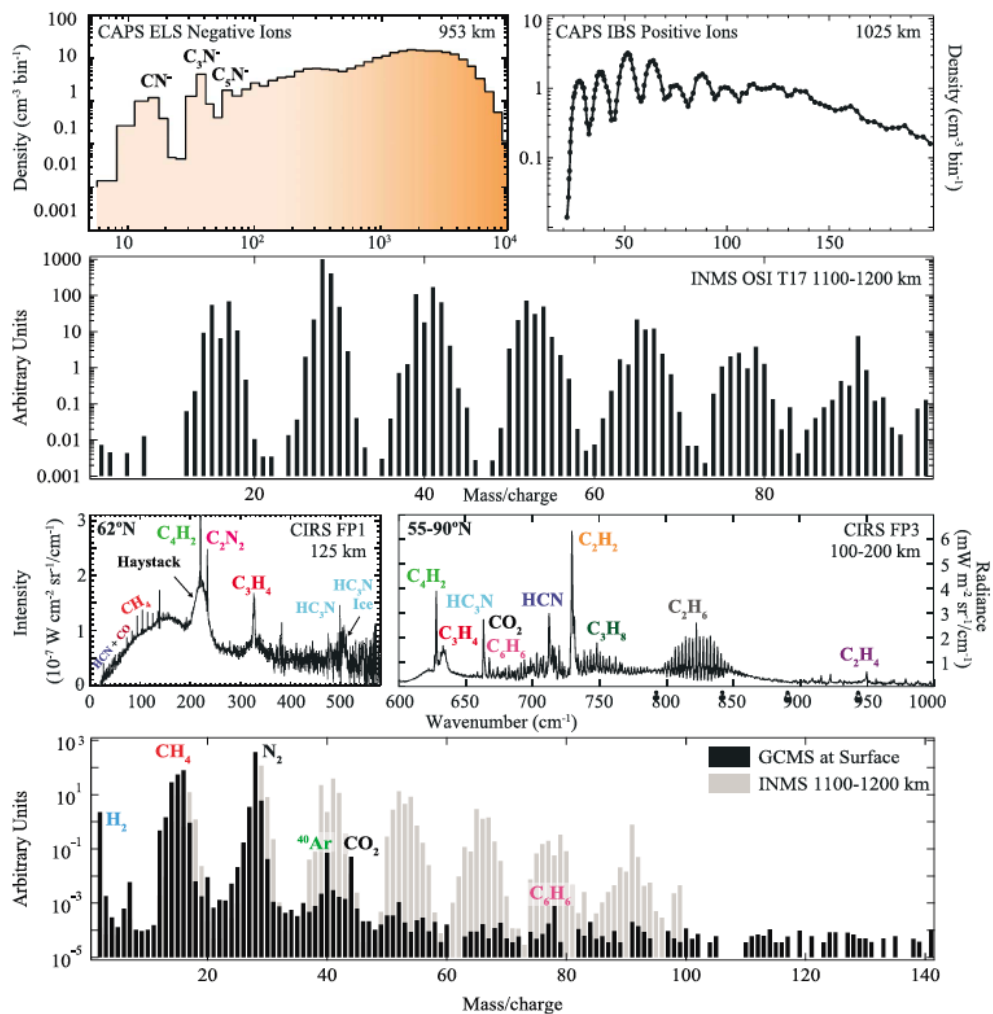 CAPS ELS Negative Ions 953 km
CN⁻
C₃N⁻
C₅N⁻
Density (cm⁻³ bin⁻¹)
100
10
1
0.1
0.01
0.001
10 10² 10³ 10⁴
CAPS IBS Positive Ions 1025 km
Density (cm⁻³ bin⁻¹)
10
1
0.1
50 100 150
INMS OSI T17 1100-1200 km
Arbitrary Units
1000
100
10
1
0.1
0.01
0.001
20 40 60 80
Mass/charge
62ºN
CIRS FP1
125 km
C₄H₂
C₂N₂
Haystack
C₃H₄
CH₄
HCN + CO
HC₃N
HC₃N
Ice
Intensity
(10⁻⁷ W cm⁻² sr⁻¹/cm⁻¹)
3
2
1
0 100 200 300 400 500
55-90ºN
CIRS FP3
100-200 km
C₂H₂
C₄H₂
HC₃N
HCN
C₃H₄
CO₂
C₆H₆
C₃H₈
C₂H₆
C₂H₄
Radiance
(mW m⁻² sr⁻¹/cm⁻¹)
6
5
4
3
2
1
600 650 700 750 800 850 900 950 1000
Wavenumber (cm⁻¹)
GCMS at Surface
INMS 1100-1200 km
CH₄
N₂
H₂
⁴⁰Ar
CO₂
C₆H₆
Arbitrary Units
10³
10¹
10⁻¹
10⁻³
10⁻⁵
20 40 60 80 100 120 140
Mass/charge